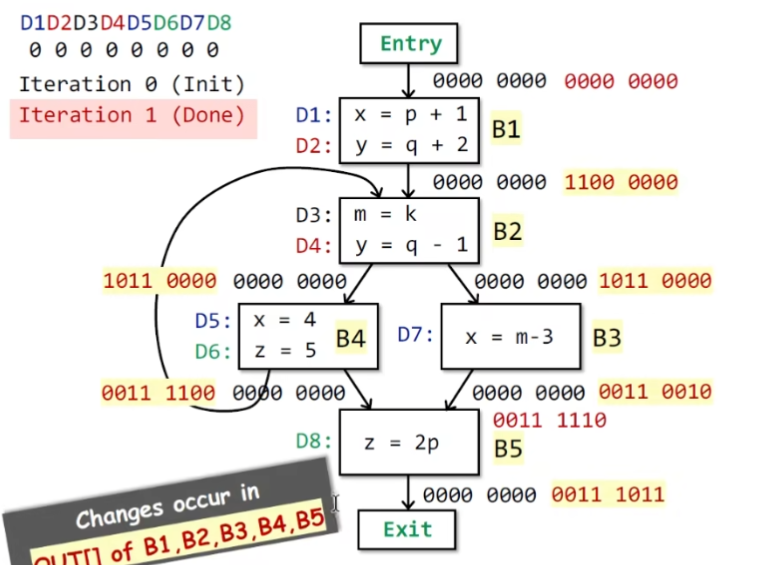 D1D2D3D4D5D6D7D8
0 0 0 0 0 0 0 0
Iteration 0 (Init)
Iteration 1 (Done)
Entry
0000 0000 0000 0000
D1: x = p + 1
D2: y = q + 2
B1
0000 0000 1100 0000
D3: m = k
D4: y = q - 1
B2
1011 0000 0000 0000
0000 0000 1011 0000
D5: x = 4
D6: z = 5
B4
D7: x = m-3
B3
0011 1100 0000 0000
0000 0000 0011 0010
0011 1110
D8: z = 2p
B5
0000 0000 0011 1011
Exit
Changes occur in
OUT[] of B1,B2,B3,B4,B5